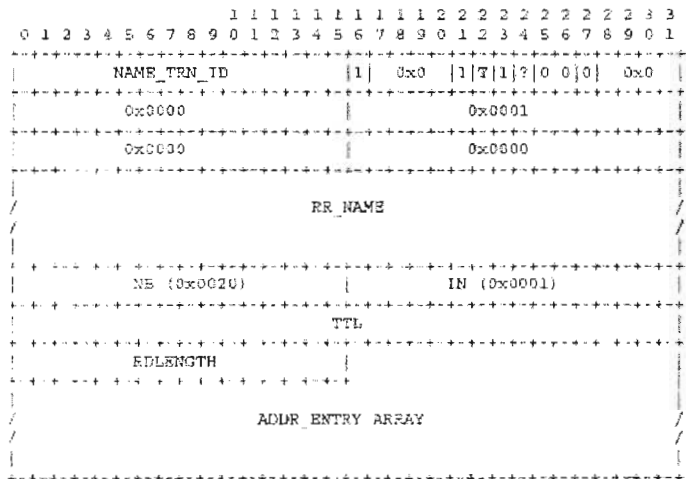 1 1 1 1 1 1 1 1 1 1 2 2 2 2 2 2 2 2 2 2 3 3
0 1 2 3 4 5 6 7 8 9 0 1 2 3 4 5 6 7 8 9 0 1 2 3 4 5 6 7 8 9 0 1
NAME_TRN_ID |1| 0x0 |1|T|1|?|0 0|0| 0x0
0x0000 | 0x0001
0x0000 | 0x0000
RR_NAME
NB (0x0020) | IN (0x0001)
TTL
RDLENGTH
ADDR_ENTRY ARRAY